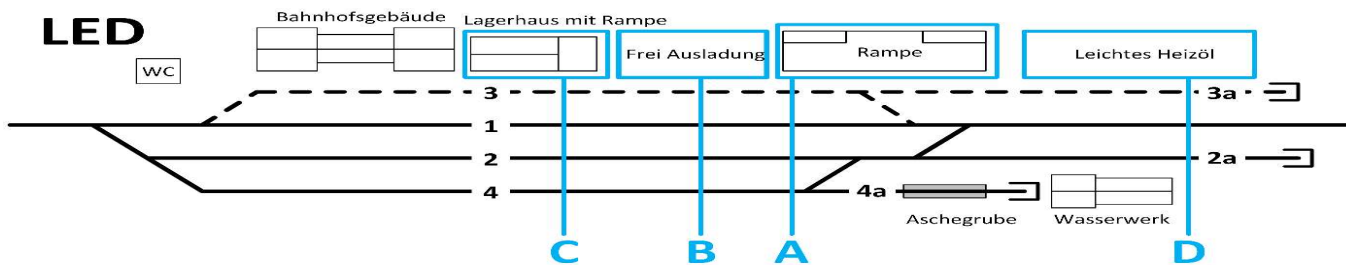 LED
Bahnhofsgebäude
Lagerhaus mit Rampe
WC
Frei Ausladung
Rampe
Leichtes Heizöl
3
3a
1
2
2a
4
4a
Aschegrube
Wasserwerk
C
B
A
D